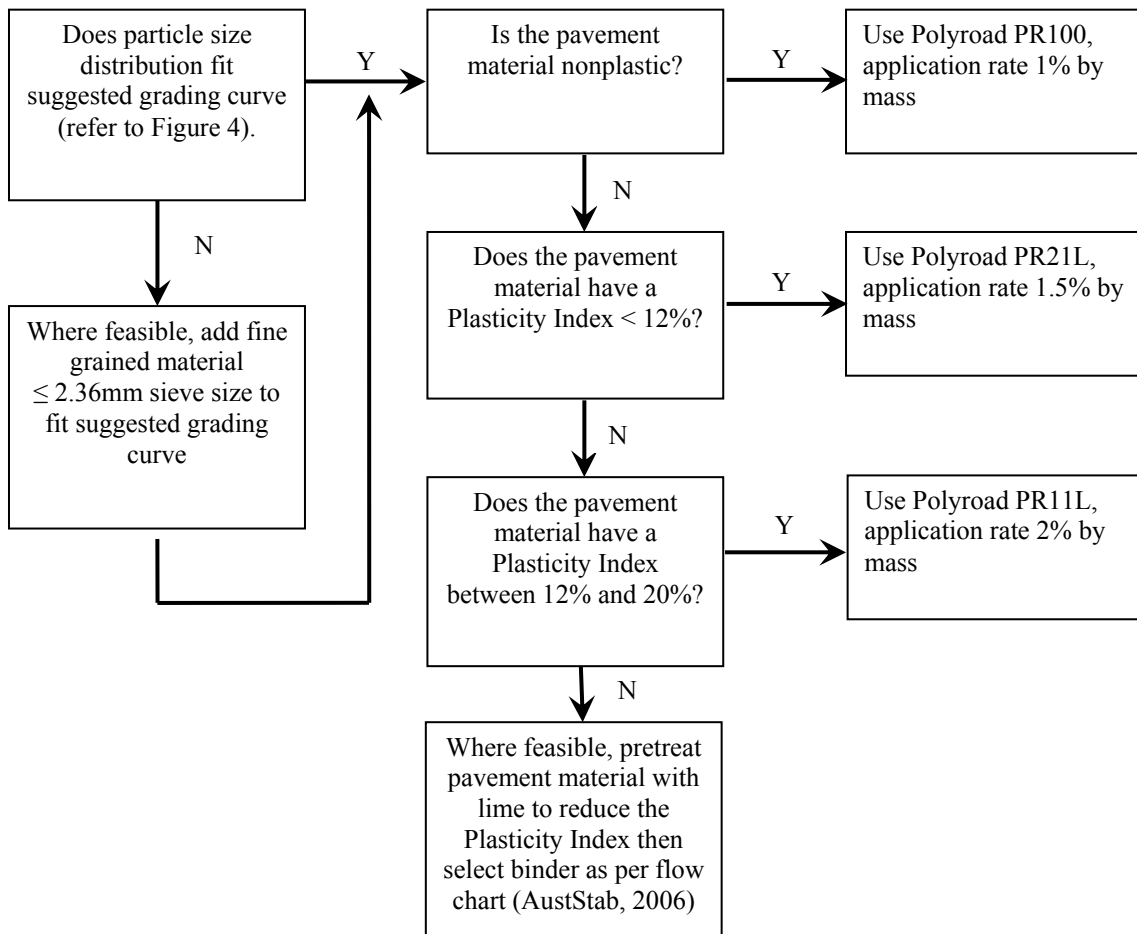 Does particle size
distribution fit
suggested grading curve
(refer to Figure 4).
Y
Is the pavement
material nonplastic?
Y
Use Polyroad PR100,
application rate 1% by
mass
N
N
Where feasible, add fine
grained material
≤ 2.36mm sieve size to
fit suggested grading
curve
Does the pavement
material have a
Plasticity Index < 12%?
Y
Use Polyroad PR21L,
application rate 1.5% by
mass
N
Does the pavement
material have a
Plasticity Index
between 12% and 20%?
Y
Use Polyroad PR11L,
application rate 2% by
mass
N
Where feasible, pretreat
pavement material with
lime to reduce the
Plasticity Index then
select binder as per flow
chart (AustStab, 2006)